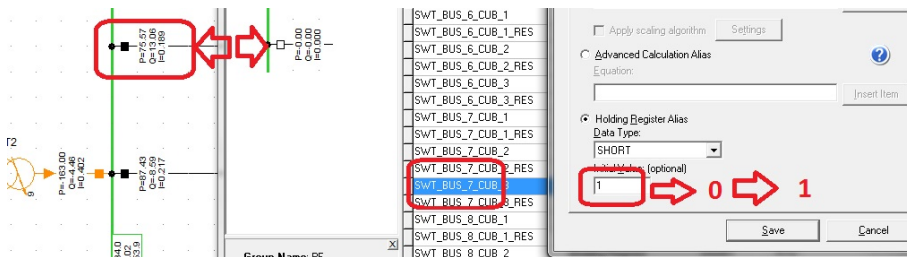 P=75.57
Q=13.06
I=0.189
P=-0.00
Q=-0.00
I=0.000
T2
9
P=-163.00
Q=-4.46
I=0.402
P=87.43
Q=-8.59
I=0.217
SWT_BUS_6_CUB_1
SWT_BUS_6_CUB_1_RES
SWT_BUS_6_CUB_2
SWT_BUS_6_CUB_2_RES
SWT_BUS_6_CUB_3
SWT_BUS_6_CUB_3_RES
SWT_BUS_7_CUB_1
SWT_BUS_7_CUB_1_RES
SWT_BUS_7_CUB_2
SWT_BUS_7_CUB_2_RES
SWT_BUS_7_CUB_3
SWT_BUS_7_CUB_3_RES
SWT_BUS_8_CUB_1
SWT_BUS_8_CUB_1_RES
SWT_BUS_8_CUB_2
X
Apply scaling algorithm Settings
Advanced Calculation Alias
?
Equation:
Insert Item
Holding Register Alias
Data Type:
SHORT
Initial Value: (optional)
1 0 1
Save Cancel